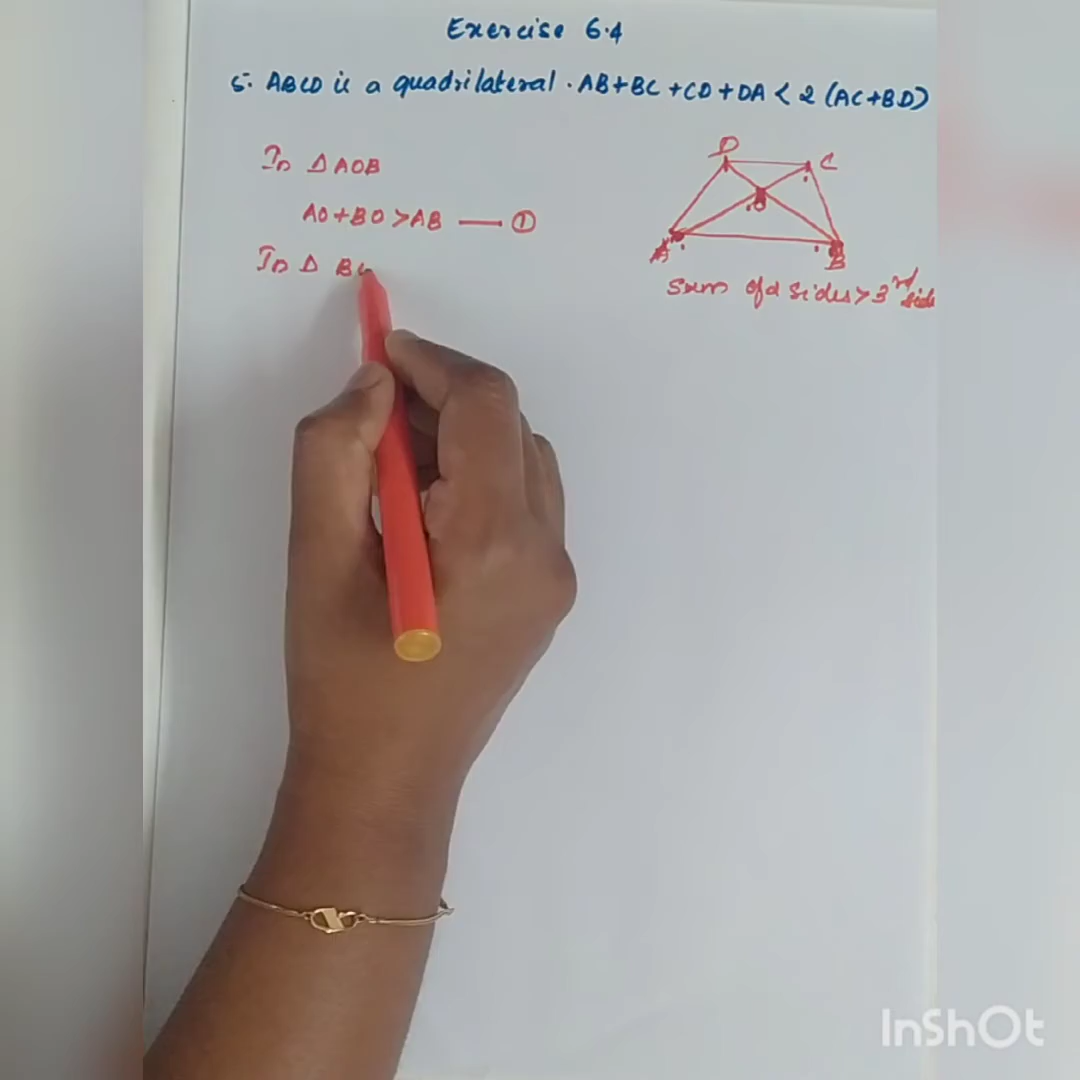 Exercise 6.4
5. ABCD is a quadrilateral. AB+BC+CD+DA < 2 (AC+BD)
In Δ AOB
AO+BO>AB —— ①
In Δ B
D C
O
A B
Sum of 2 sides > 3rd side
InShOt